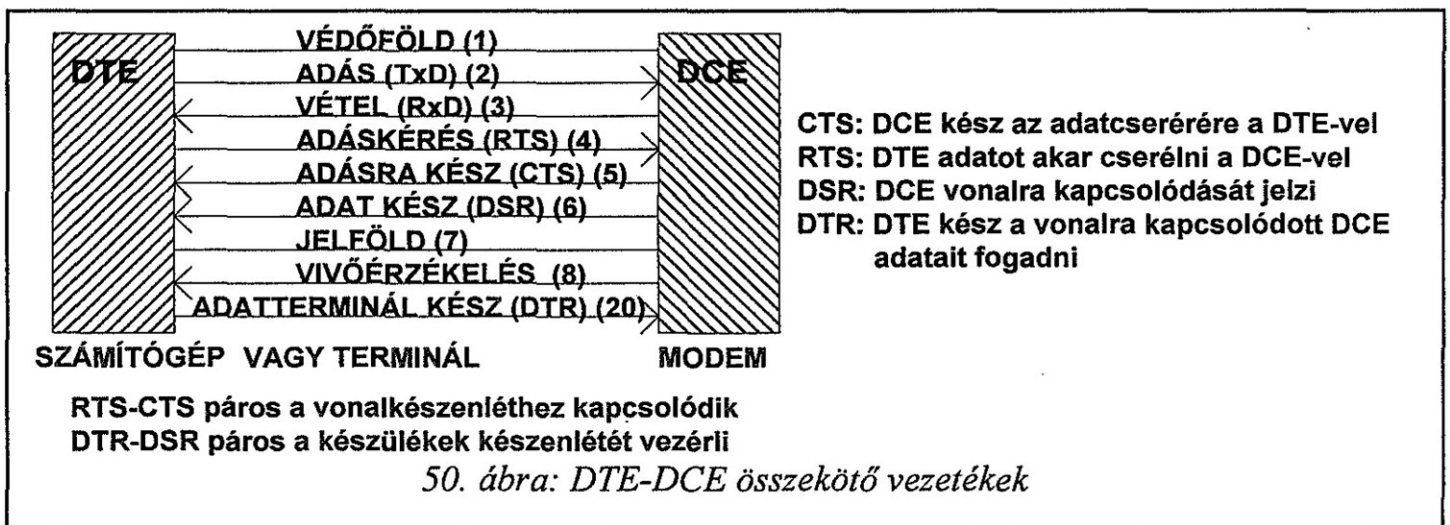 DTE
DCE
VÉDŐFÖLD (1)
ADÁS (TxD) (2)
VÉTEL (RxD) (3)
ADÁSKÉRÉS (RTS) (4)
ADÁSRA KÉSZ (CTS) (5)
ADAT KÉSZ (DSR) (6)
JELFÖLD (7)
VIVŐÉRZÉKELÉS (8)
ADATTERMINÁL KÉSZ (DTR) (20)
SZÁMÍTÓGÉP VAGY TERMINÁL
MODEM
CTS: DCE kész az adatcserérére a DTE-vel
RTS: DTE adatot akar cserélni a DCE-vel
DSR: DCE vonalra kapcsolódását jelzi
DTR: DTE kész a vonalra kapcsolódott DCE
adatait fogadni
RTS-CTS páros a vonalkészenléthez kapcsolódik
DTR-DSR páros a készülékek készenlétét vezérli
50. ábra: DTE-DCE összekötő vezetékek